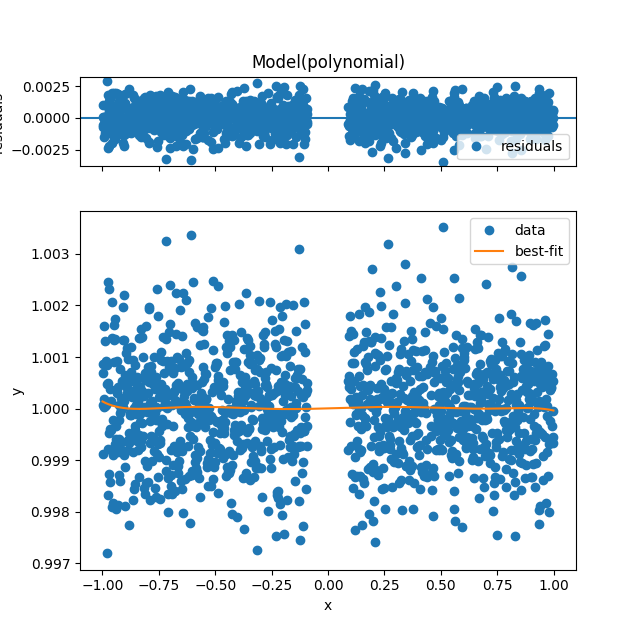 Model(polynomial)
0.0025
0.0000
−0.0025
residuals
residuals
data
best-fit
1.003
1.002
1.001
1.000
0.999
0.998
0.997
y
−1.00 −0.75 −0.50 −0.25 0.00 0.25 0.50 0.75 1.00
x